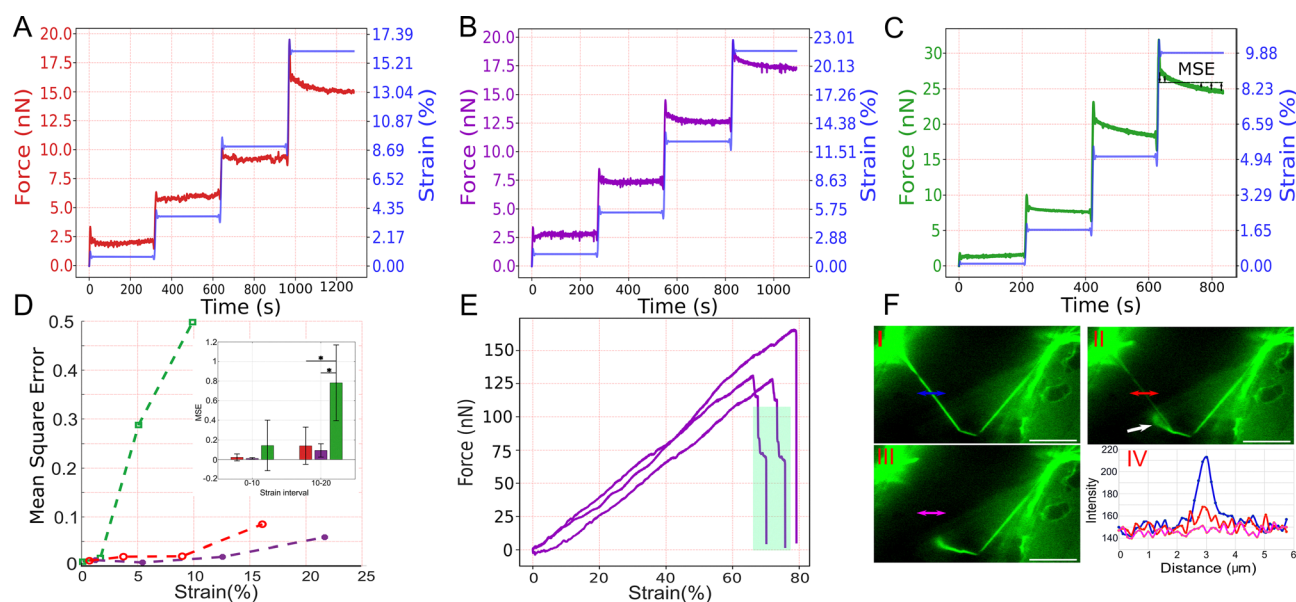 A
B
C
20.0
17.5
15.0
12.5
10.0
7.5
5.0
2.5
0.0
Force (nN)
17.39
15.21
13.04
10.87
8.69
6.52
4.35
2.17
0.00
Strain (%)
0 200 400 600 800 1000 1200
Time (s)
20.0
17.5
15.0
12.5
10.0
7.5
5.0
2.5
0.0
Force (nN)
23.01
20.13
17.26
14.38
11.51
8.63
5.75
2.88
0.00
Strain (%)
0 200 400 600 800 1000
Time (s)
30
25
20
15
10
5
0
Force (nN)
MSE
9.88
8.23
6.59
4.94
3.29
1.65
0.00
Strain (%)
0 200 400 600 800
Time (s)
D
0.5
0.4
0.3
0.2
0.1
0.05
0
Mean Square Error
0 5 10 15 20 25
Strain(%)
1.2
1
0.8
0.6
0.4
0.2
0
-0.2
MSE
*
*
0-10 10-20
Strain interval
E
150
125
100
75
50
25
0
Force (nN)
0 20 40 60 80
Strain(%)
F
I
II
III
IV
220
200
180
160
140
Intensity
0 1 2 3 4 5 6
Distance (μm)